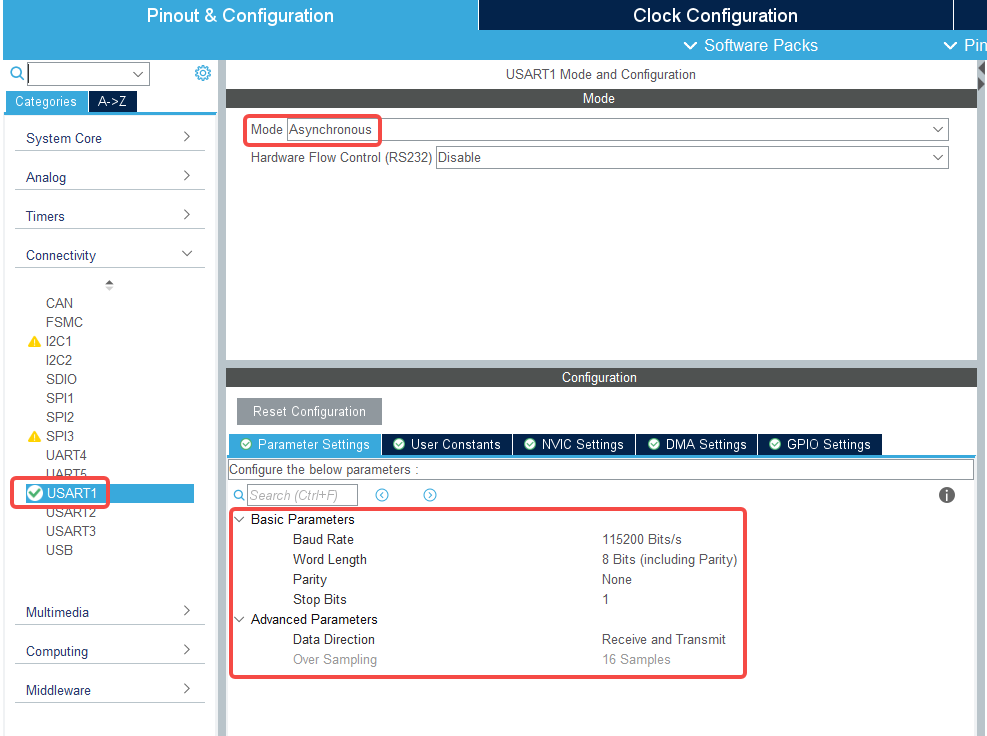 Pinout & Configuration
Clock Configuration
Software Packs
Pin
Categories
A->Z
System Core
Analog
Timers
Connectivity
CAN
FSMC
I2C1
I2C2
SDIO
SPI1
SPI2
SPI3
UART4
UART5
USART1
USART2
USART3
USB
Multimedia
Computing
Middleware
USART1 Mode and Configuration
Mode
Mode Asynchronous
Hardware Flow Control (RS232) Disable
Configuration
Reset Configuration
Parameter Settings
User Constants
NVIC Settings
DMA Settings
GPIO Settings
Configure the below parameters :
Search (Ctrl+F)
Basic Parameters
Baud Rate 115200 Bits/s
Word Length 8 Bits (including Parity)
Parity None
Stop Bits 1
Advanced Parameters
Data Direction Receive and Transmit
Over Sampling 16 Samples